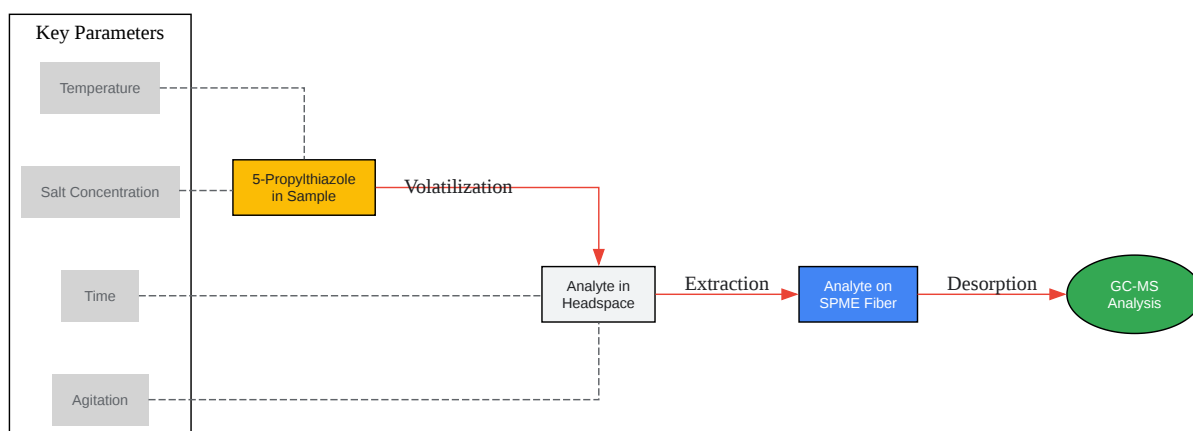 Key Parameters
Temperature
Salt Concentration
Time
Agitation
5-Propylthiazole
in Sample
Volatilization
Analyte in
Headspace
Extraction
Analyte on
SPME Fiber
Desorption
GC-MS
Analysis